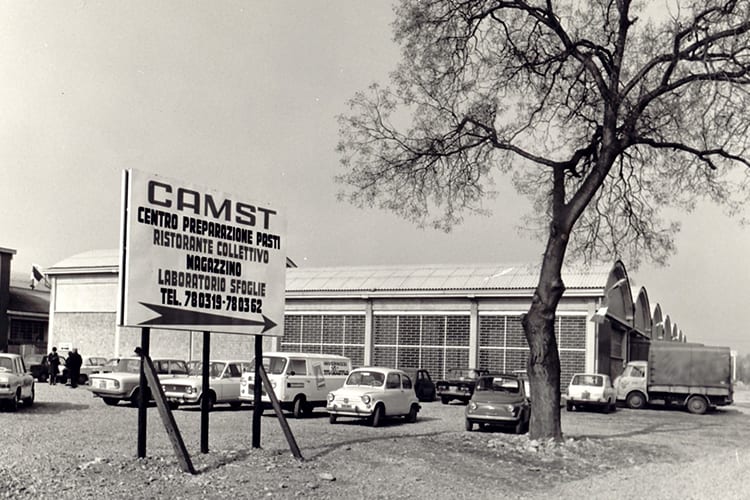 CAMST
CENTRO PREPARAZIONE PASTI
RISTORANTE COLLETTIVO
MAGAZZINO
LABORATORIO SFOGLIE
TEL. 780319-780362